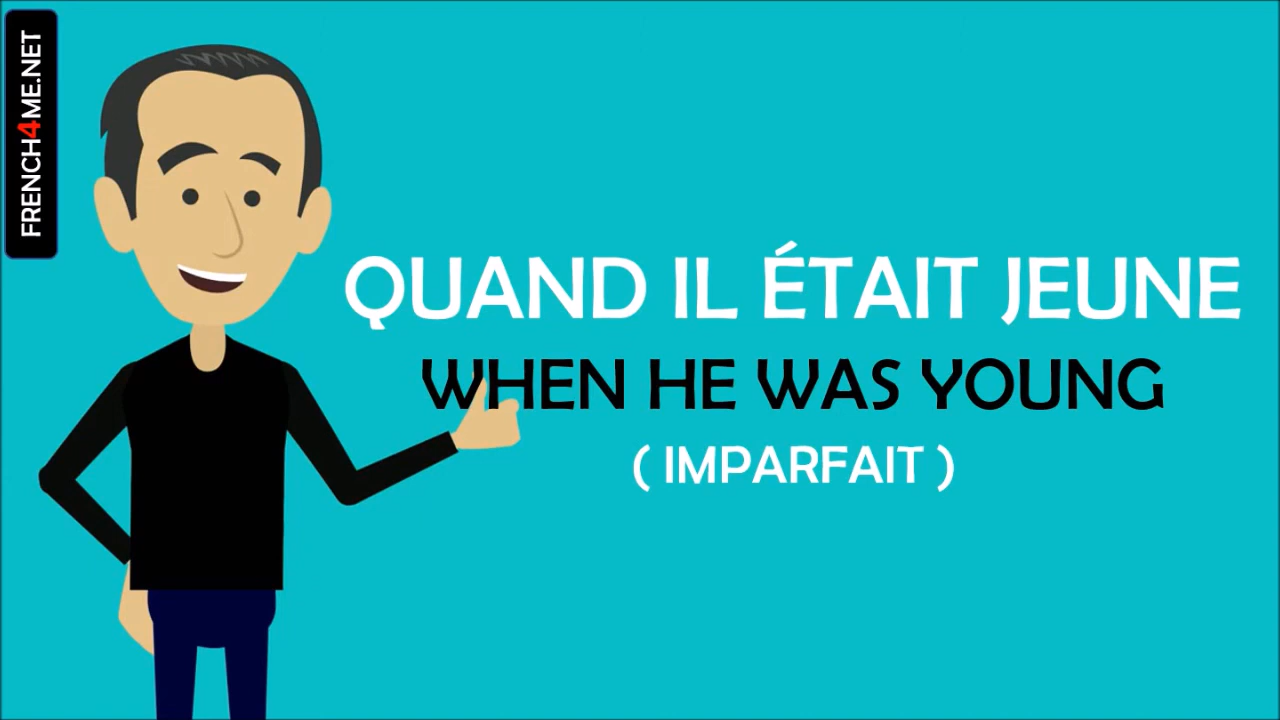 FRENCH4ME.NET
QUAND IL ÉTAIT JEUNE
WHEN HE WAS YOUNG
( IMPARFAIT )